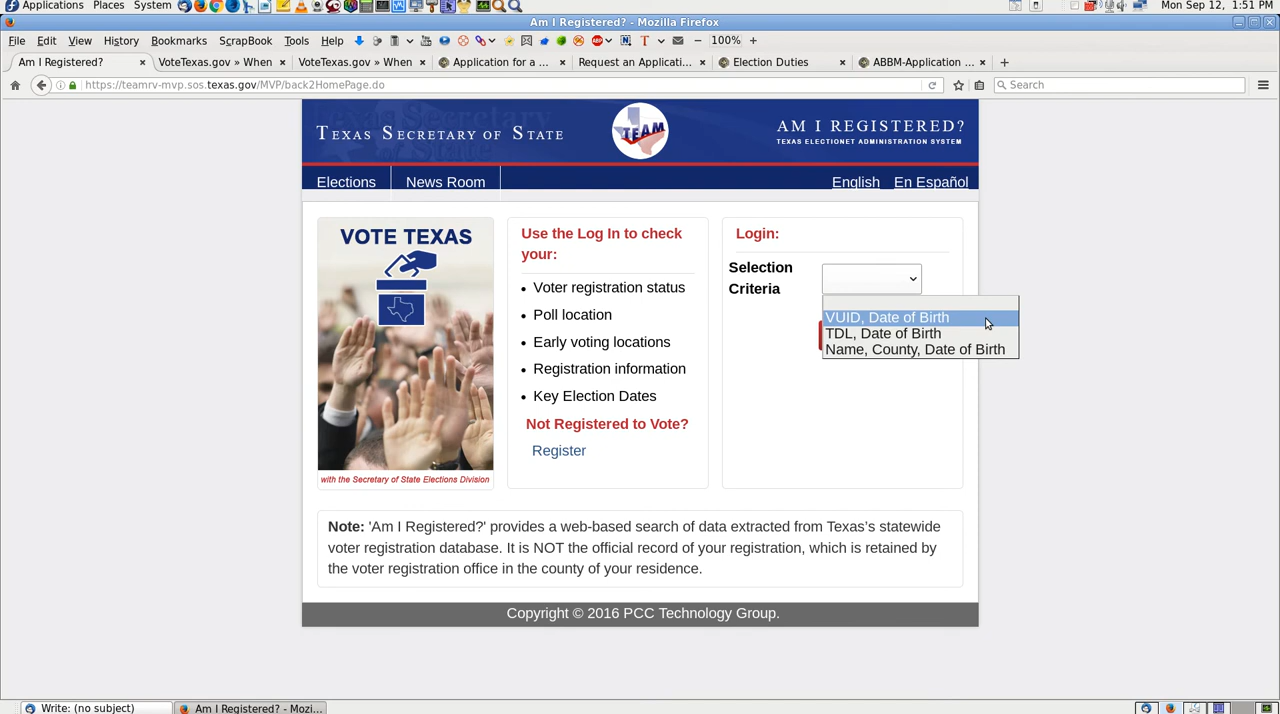 Applications Places System Mon Sep 12, 1:51 PM
Am I Registered? - Mozilla Firefox
File Edit View History Bookmarks ScrapBook Tools Help 100%
Am I Registered? VoteTexas.gov » When VoteTexas.gov » When Application for a ... Request an Applicati... Election Duties ABBM-Application ...
https://teamrv-mvp.sos.texas.gov/MVP/back2HomePage.do Search
TEXAS SECRETARY OF STATE
TEAM
AM I REGISTERED?
TEXAS ELECTIONET ADMINISTRATION SYSTEM
Elections News Room English En Español
VOTE TEXAS
with the Secretary of State Elections Division
Use the Log In to check
your:
• Voter registration status
• Poll location
• Early voting locations
• Registration information
• Key Election Dates
Not Registered to Vote?
Register
Login:
Selection
Criteria
VUID, Date of Birth
TDL, Date of Birth
Name, County, Date of Birth
Note: 'Am I Registered?' provides a web-based search of data extracted from Texas’s statewide
voter registration database. It is NOT the official record of your registration, which is retained by
the voter registration office in the county of your residence.
Copyright © 2016 PCC Technology Group.
Write: (no subject) Am I Registered? - Mozi...